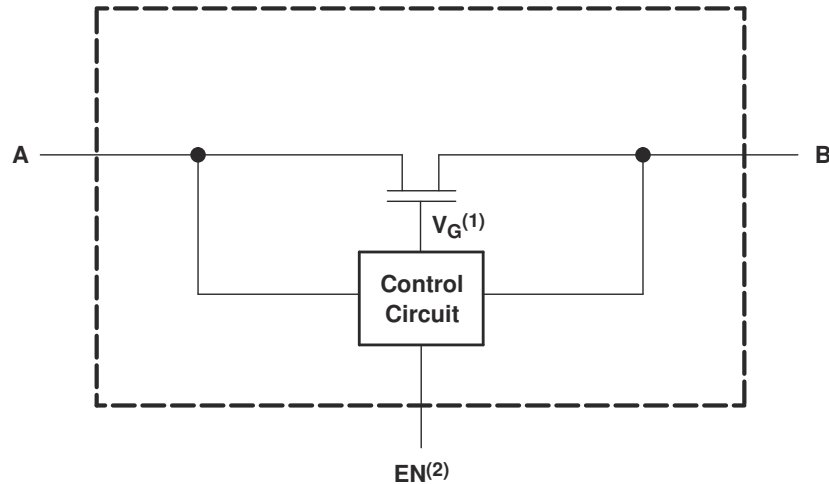 A
B
VG(1)
Control
Circuit
EN(2)